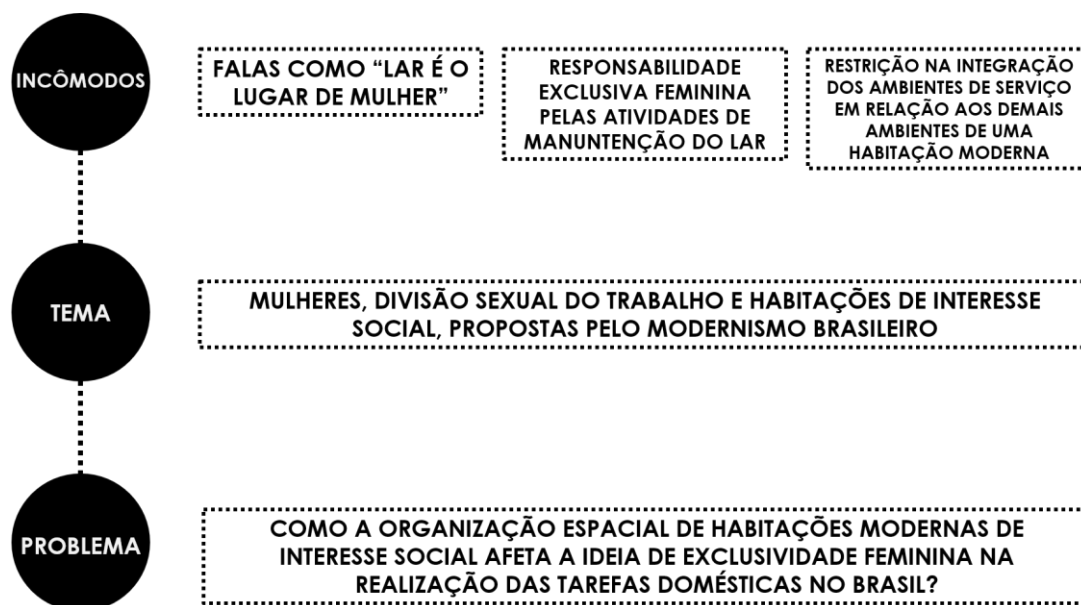 INCÔMODOS
FALAS COMO “LAR É O
LUGAR DE MULHER”
RESPONSABILIDADE
EXCLUSIVA FEMININA
PELAS ATIVIDADES DE
MANUNTENÇÃO DO LAR
RESTRIÇÃO NA INTEGRAÇÃO
DOS AMBIENTES DE SERVIÇO
EM RELAÇÃO AOS DEMAIS
AMBIENTES DE UMA
HABITAÇÃO MODERNA
TEMA
MULHERES, DIVISÃO SEXUAL DO TRABALHO E HABITAÇÕES DE INTERESSE
SOCIAL, PROPOSTAS PELO MODERNISMO BRASILEIRO
PROBLEMA
COMO A ORGANIZAÇÃO ESPACIAL DE HABITAÇÕES MODERNAS DE
INTERESSE SOCIAL AFETA A IDEIA DE EXCLUSIVIDADE FEMININA NA
REALIZAÇÃO DAS TAREFAS DOMÉSTICAS NO BRASIL?